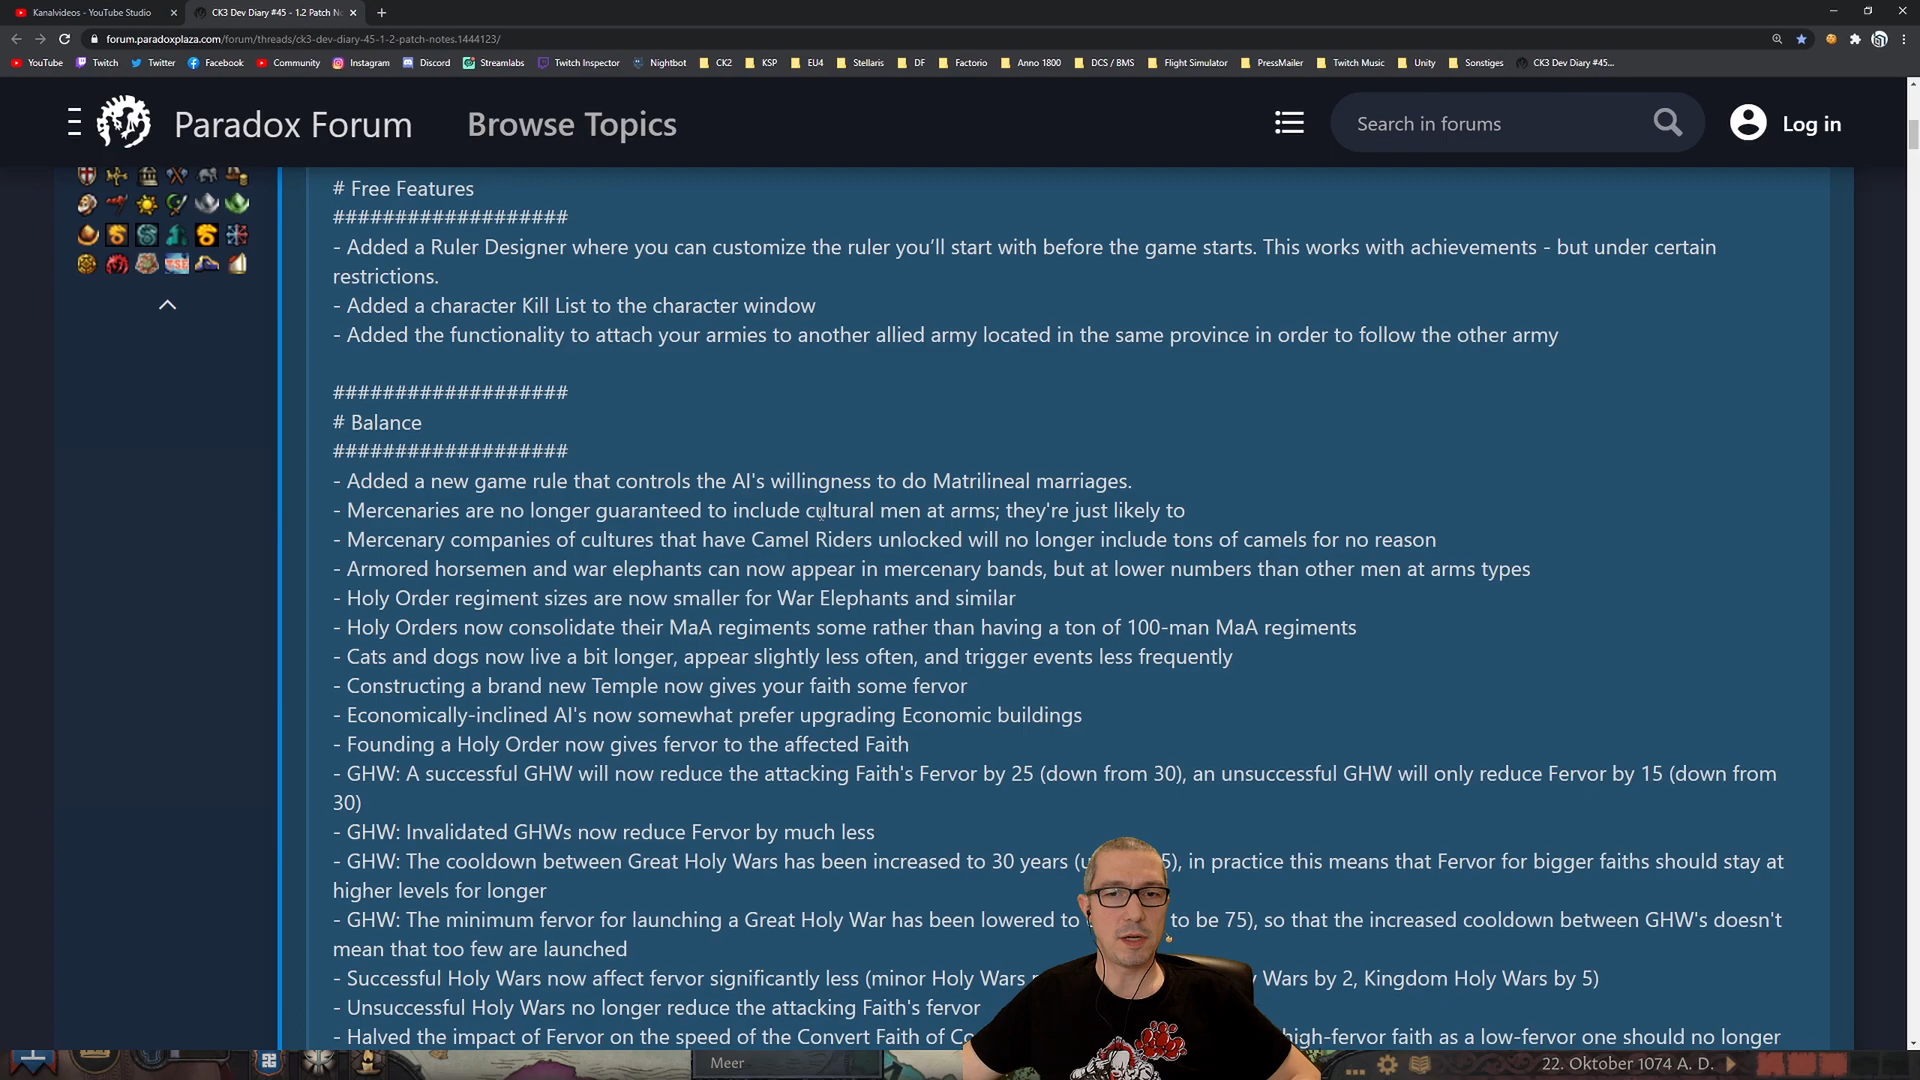 Kanalvideos - YouTube Studio
CK3 Dev Diary #45 - 1.2 Patch N
forum.paradoxplaza.com/forum/threads/ck3-dev-diary-45-1-2-patch-notes.1444123/
YouTube Twitch Twitter Facebook Community Instagram Discord Streamlabs Twitch Inspector Nightbot CK2 KSP EU4 Stellaris DF Factorio Anno 1800 DCS / BMS Flight Simulator PressMailer Twitch Music Unity Sonstiges CK3 Dev Diary #45...
Paradox Forum Browse Topics Search in forums Log in
# Free Features
###################
- Added a Ruler Designer where you can customize the ruler you’ll start with before the game starts. This works with achievements - but under certain
restrictions.
- Added a character Kill List to the character window
- Added the functionality to attach your armies to another allied army located in the same province in order to follow the other army
###################
# Balance
###################
- Added a new game rule that controls the AI's willingness to do Matrilineal marriages.
- Mercenaries are no longer guaranteed to include cultural men at arms; they're just likely to
- Mercenary companies of cultures that have Camel Riders unlocked will no longer include tons of camels for no reason
- Armored horsemen and war elephants can now appear in mercenary bands, but at lower numbers than other men at arms types
- Holy Order regiment sizes are now smaller for War Elephants and similar
- Holy Orders now consolidate their MaA regiments some rather than having a ton of 100-man MaA regiments
- Cats and dogs now live a bit longer, appear slightly less often, and trigger events less frequently
- Constructing a brand new Temple now gives your faith some fervor
- Economically-inclined AI's now somewhat prefer upgrading Economic buildings
- Founding a Holy Order now gives fervor to the affected Faith
- GHW: A successful GHW will now reduce the attacking Faith's Fervor by 25 (down from 30), an unsuccessful GHW will only reduce Fervor by 15 (down from
30)
- GHW: Invalidated GHWs now reduce Fervor by much less
- GHW: The cooldown between Great Holy Wars has been increased to 30 years (u 5), in practice this means that Fervor for bigger faiths should stay at
higher levels for longer
- GHW: The minimum fervor for launching a Great Holy War has been lowered to to be 75), so that the increased cooldown between GHW's doesn't
mean that too few are launched
- Successful Holy Wars now affect fervor significantly less (minor Holy Wars y Wars by 2, Kingdom Holy Wars by 5)
- Unsuccessful Holy Wars no longer reduce the attacking Faith's fervor
- Halved the impact of Fervor on the speed of the Convert Faith of Co high-fervor faith as a low-fervor one should no longer
Meer
22. Oktober 1074 A. D.